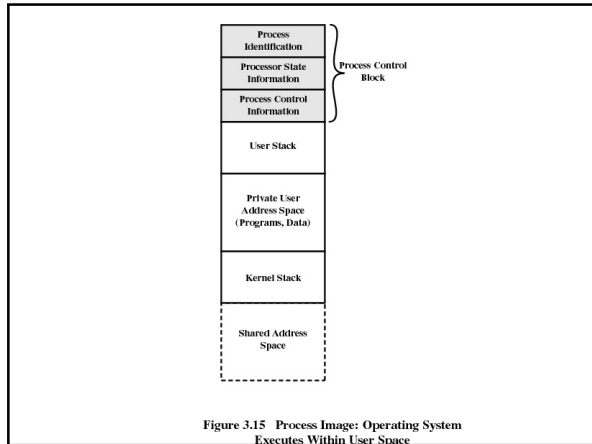 Process
Identification
Processor State
Information
Process Control
Information
Process Control
Block
User Stack
Private User
Address Space
(Programs, Data)
Kernel Stack
Shared Address
Space
Figure 3.15 Process Image: Operating System
Executes Within User Space